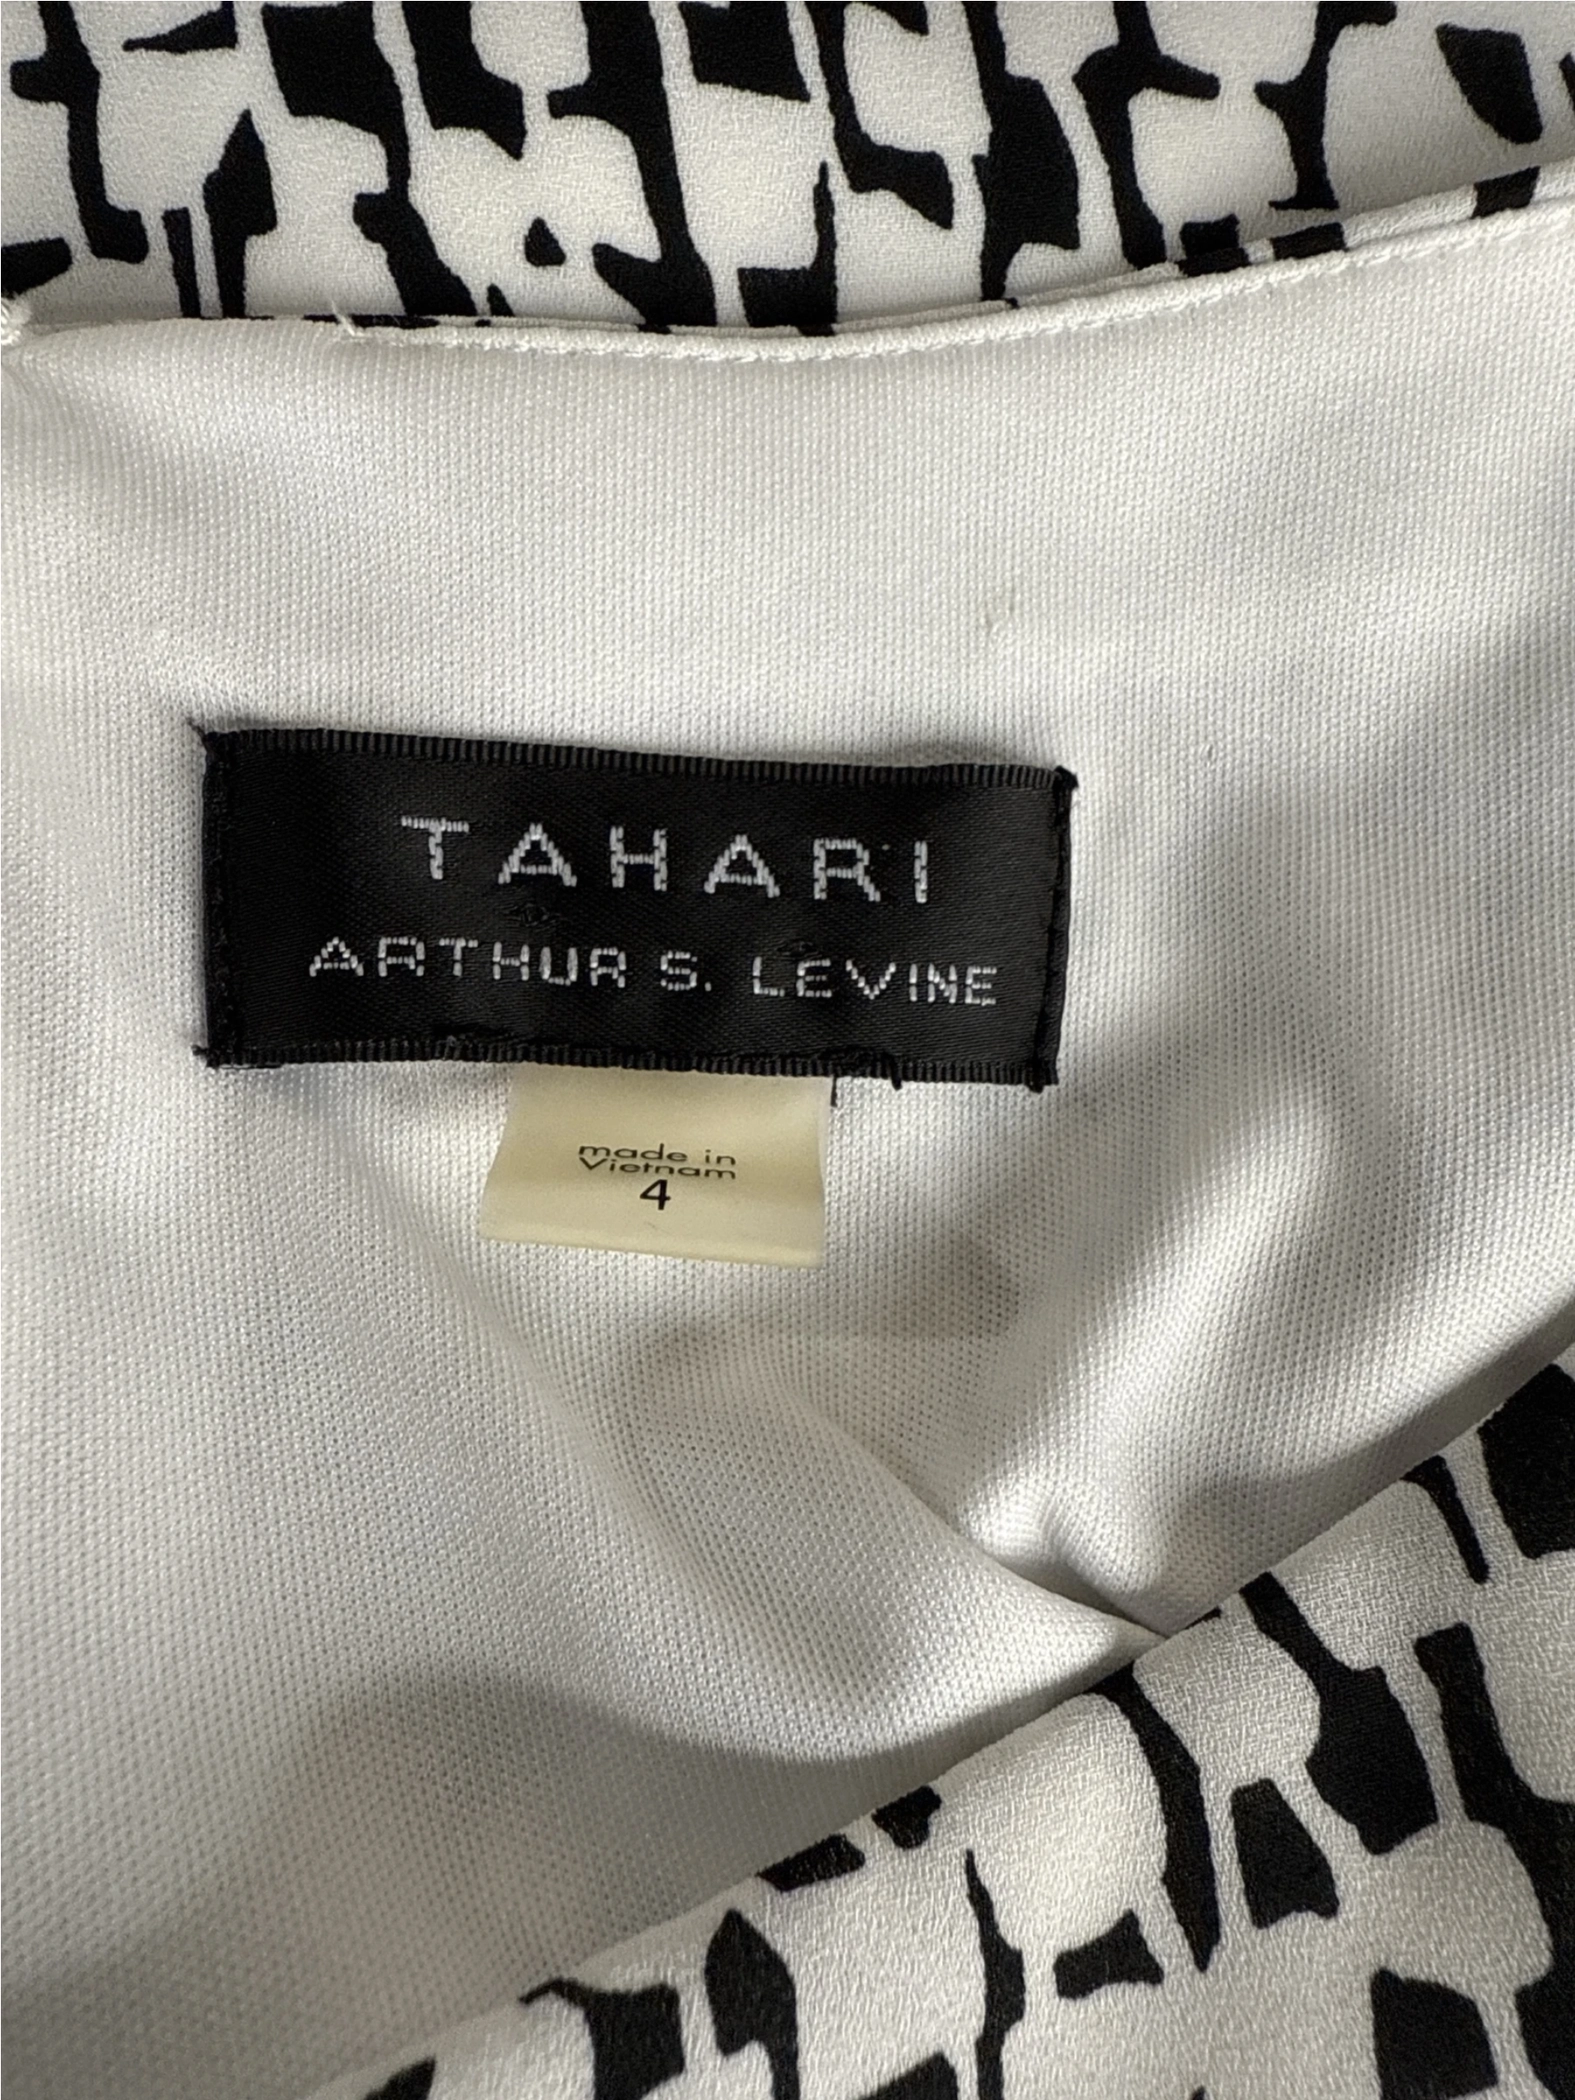 TAHARI
ARTHUR S. LEVINE
made in
Vietnam
4